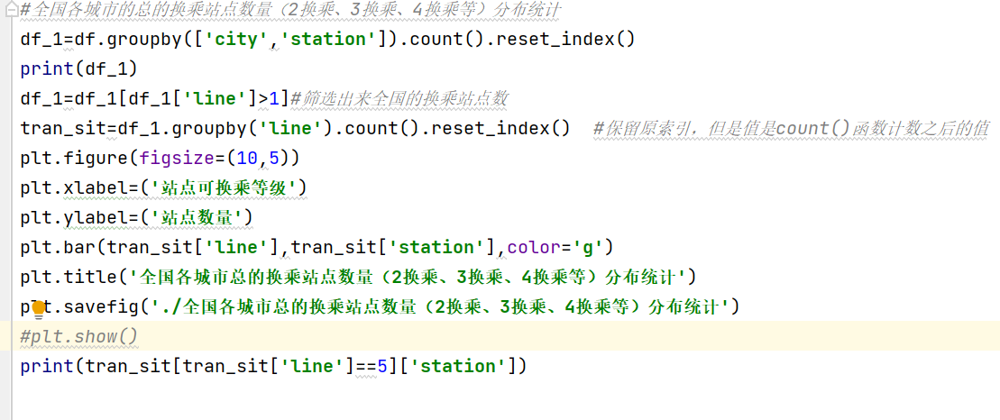 #全国各城市的总的换乘站点数量（2换乘、3换乘、4换乘等）分布统计
df_1=df.groupby(['city','station']).count().reset_index()
print(df_1)
df_1=df_1[df_1['line']>1]#筛选出来全国的换乘站点数
tran_sit=df_1.groupby('line').count().reset_index()  #保留原索引，但是值是count()函数计数之后的值
plt.figure(figsize=(10,5))
plt.xlabel=('站点可换乘等级')
plt.ylabel=('站点数量')
plt.bar(tran_sit['line'],tran_sit['station'],color='g')
plt.title('全国各城市总的换乘站点数量（2换乘、3换乘、4换乘等）分布统计')
plt.savefig('./全国各城市总的换乘站点数量（2换乘、3换乘、4换乘等）分布统计')
#plt.show()
print(tran_sit[tran_sit['line']==5]['station'])